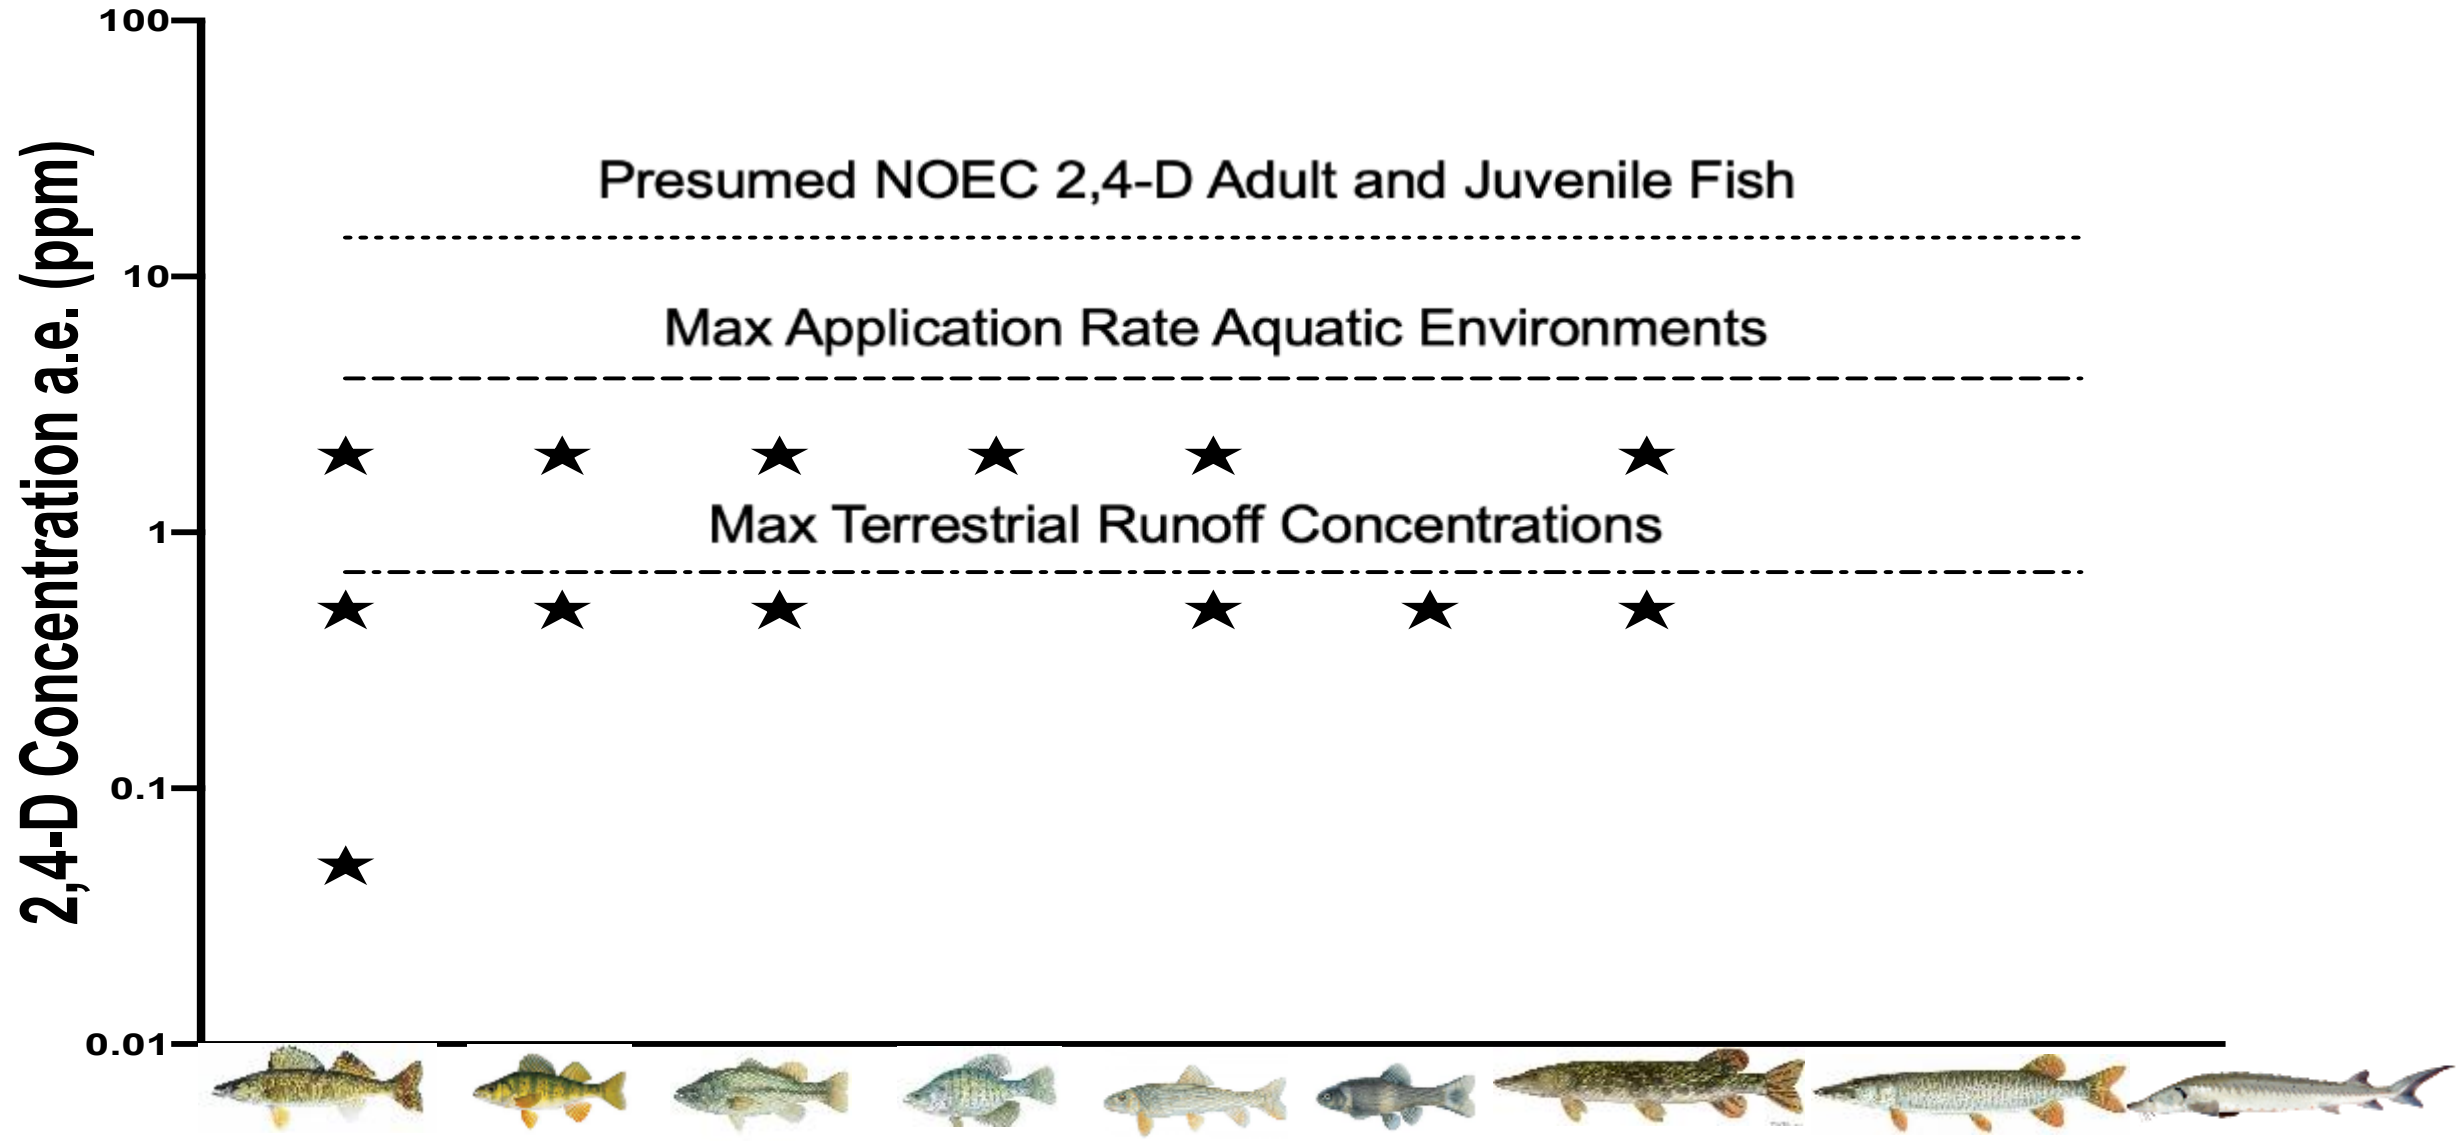 100
Presumed NOEC 2,4-D Adult and Juvenile Fish
10
Max Application Rate Aquatic Environments
1
Max Terrestrial Runoff Concentrations
0.1
0.01
2,4-D Concentration a.e. (ppm)